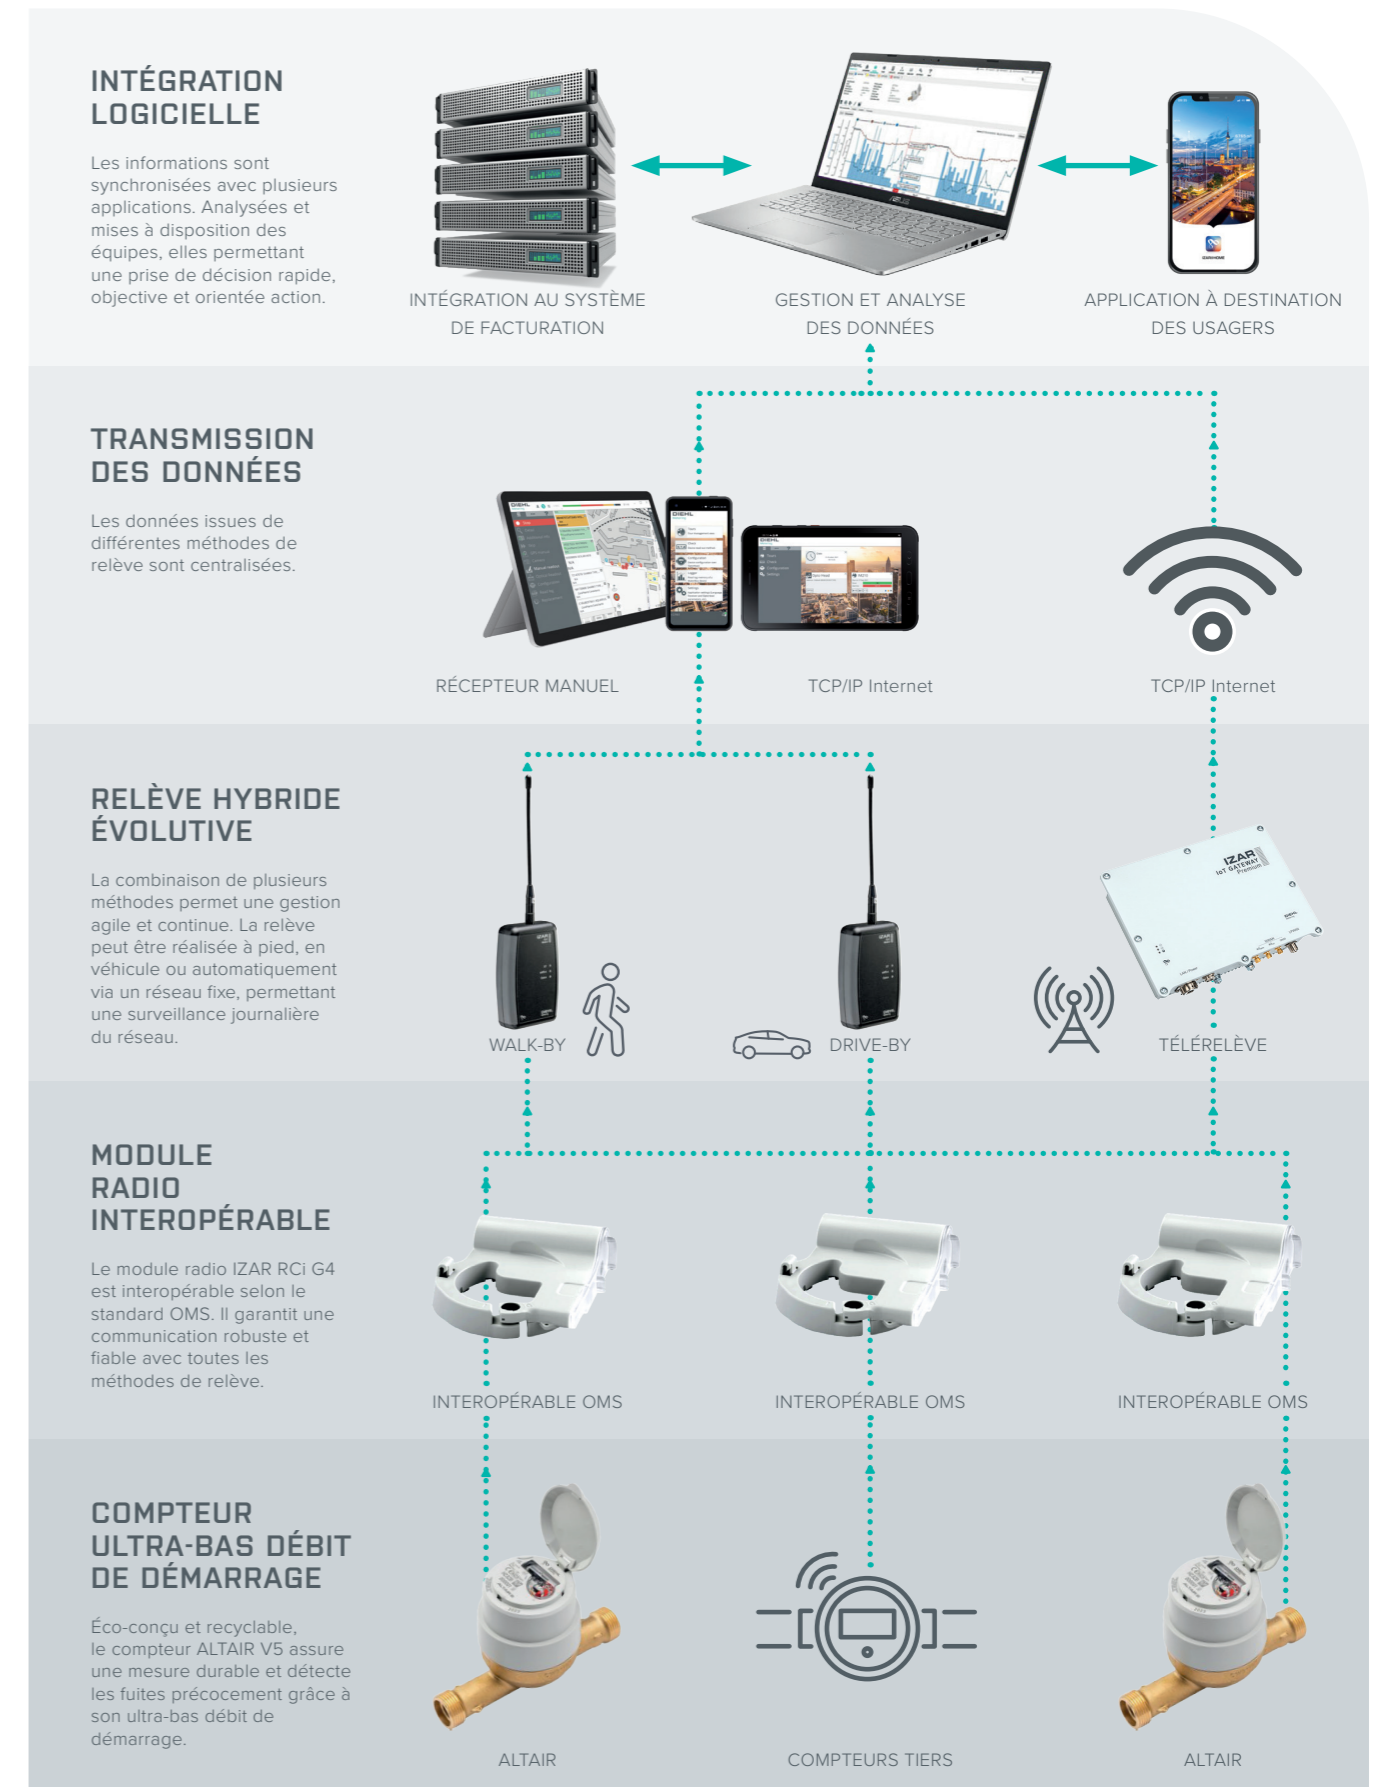 INTÉGRATION
LOGICIELLE
Les informations sont
synchronisées avec plusieurs
applications. Analysées et
mises à disposition des
équipes, elles permettant
une prise de décision rapide,
objective et orientée action.
INTÉGRATION AU SYSTÈME
DE FACTURATION
GESTION ET ANALYSE
DES DONNÉES
APPLICATION À DESTINATION
DES USAGERS
TRANSMISSION
DES DONNÉES
Les données issues de
différentes méthodes de
relève sont centralisées.
DIEHL
DIEHL
DIEHL
RÉCEPTEUR MANUEL
TCP/IP Internet
TCP/IP Internet
RELÈVE HYBRIDE
ÉVOLUTIVE
La combinaison de plusieurs
méthodes permet une gestion
agile et continue. La relève
peut être réalisée à pied, en
véhicule ou automatiquement
via un réseau fixe, permettant
une surveillance journalière
du réseau.
IZAR
IZAR
IZAR
IoT GATEWAY
Premium
WALK-BY
DRIVE-BY
TÉLÉRELÈVE
MODULE
RADIO
INTEROPÉRABLE
Le module radio IZAR RCi G4
est interopérable selon le
standard OMS. Il garantit une
communication robuste et
fiable avec toutes les
méthodes de relève.
INTEROPÉRABLE OMS
INTEROPÉRABLE OMS
INTEROPÉRABLE OMS
COMPTEUR
ULTRA-BAS DÉBIT
DE DÉMARRAGE
Éco-conçu et recyclable,
le compteur ALTAIR V5 assure
une mesure durable et détecte
les fuites précocement grâce à
son ultra-bas débit de
démarrage.
ALTAIR
COMPTEURS TIERS
ALTAIR